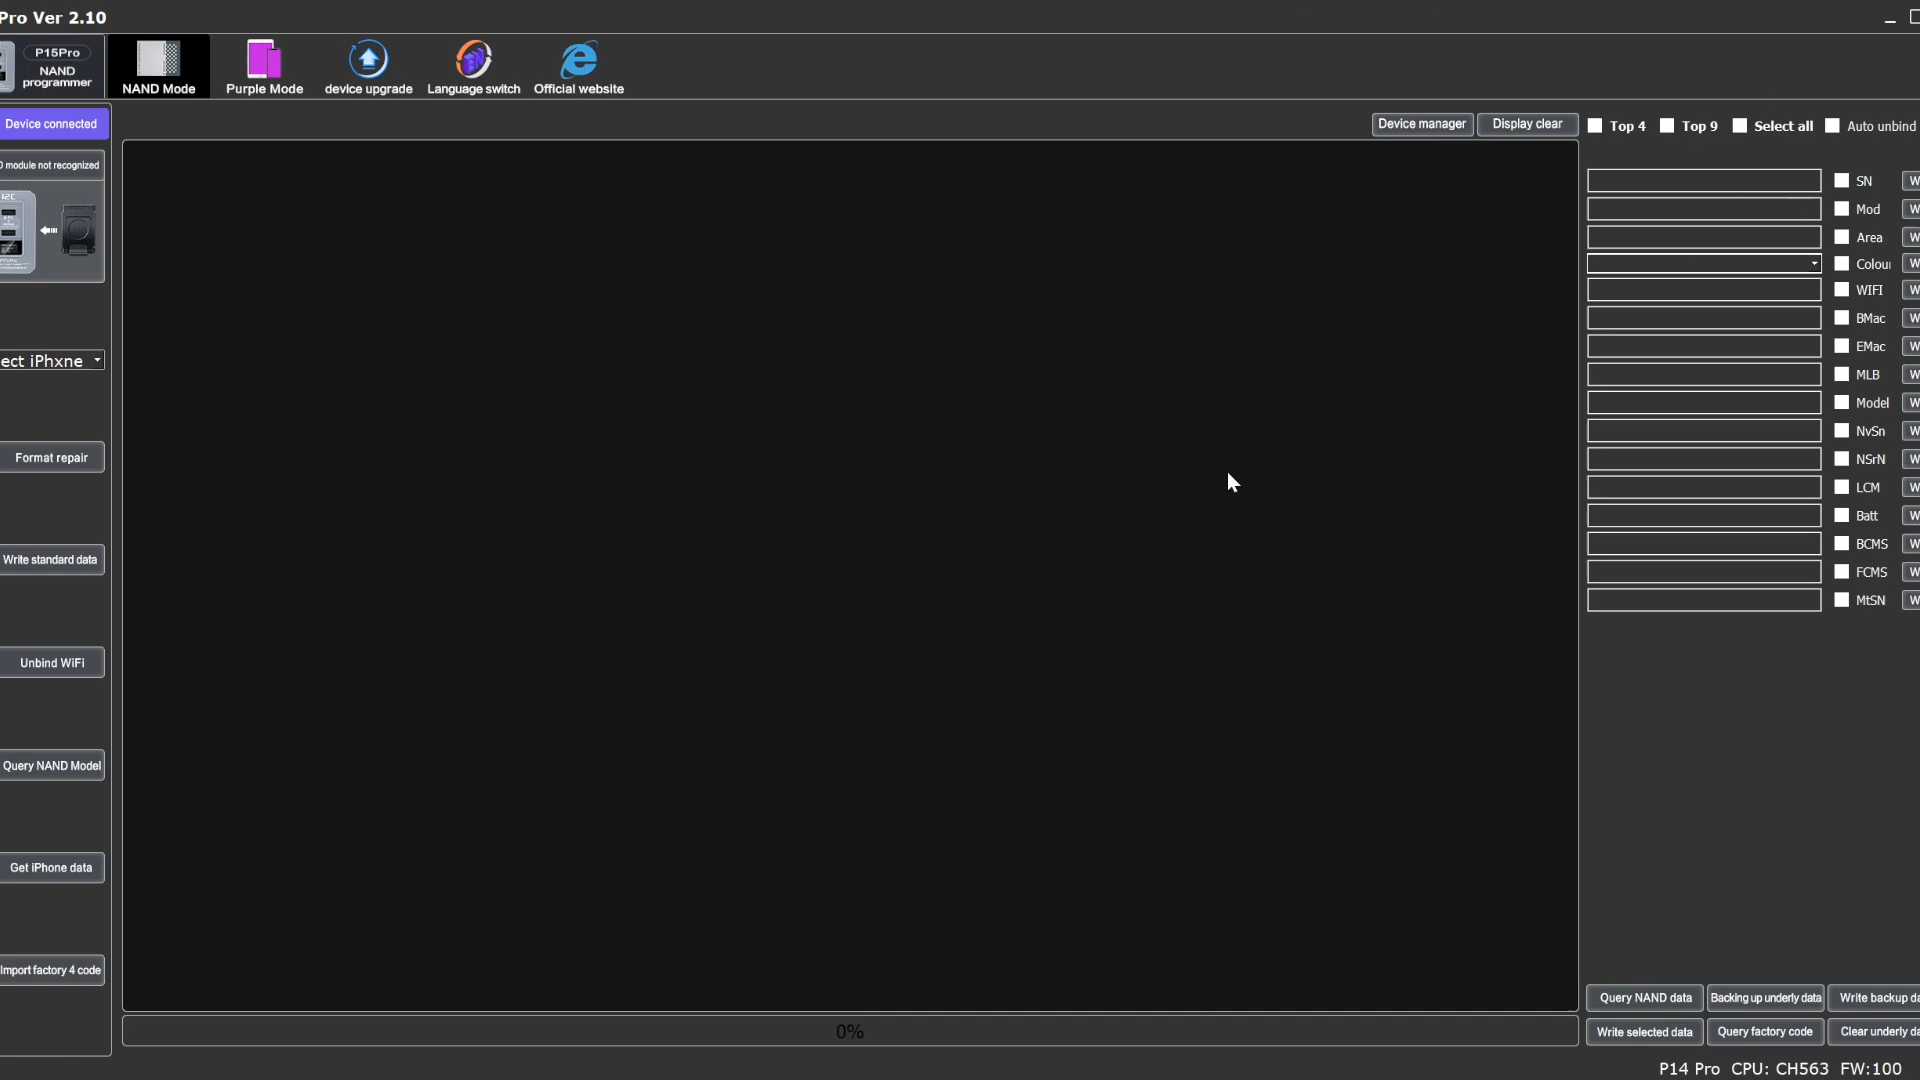 Pro Ver 2.10
P15Pro
NAND
programmer
NAND Mode
Purple Mode
device upgrade
Language switch
Official website
Device connected
Device manager
Display clear
Top 4
Top 9
Select all
Auto unbind
module not recognized
I2C
SN
W
Mod
W
Area
W
Colou
W
WIFI
W
BMac
W
EMac
W
MLB
W
Model
W
NvSn
W
NSrN
W
LCM
W
Batt
W
BCMS
W
FCMS
W
MtSN
W
ect iPhxne
Format repair
Write standard data
Unbind WiFi
Query NAND Model
Get iPhone data
Import factory 4 code
Query NAND data
Backing up underly data
Write backup da
0%
Write selected data
Query factory code
Clear underly da
P14 Pro CPU: CH563 FW:100